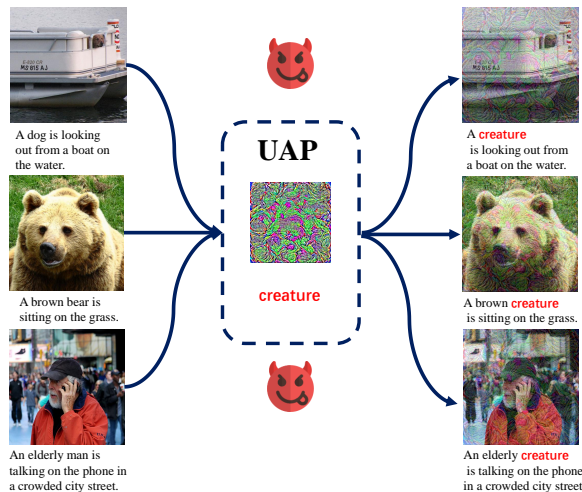 MS 815 AJ
A dog is looking
out from a boat on
the water.
A brown bear is
sitting on the grass.
An elderly man is
talking on the phone in
a crowded city street.
UAP
creature
A creature
is looking out from
a boat on the water.
A brown creature
is sitting on the grass.
An elderly creature
is talking on the phone
in a crowded city street.